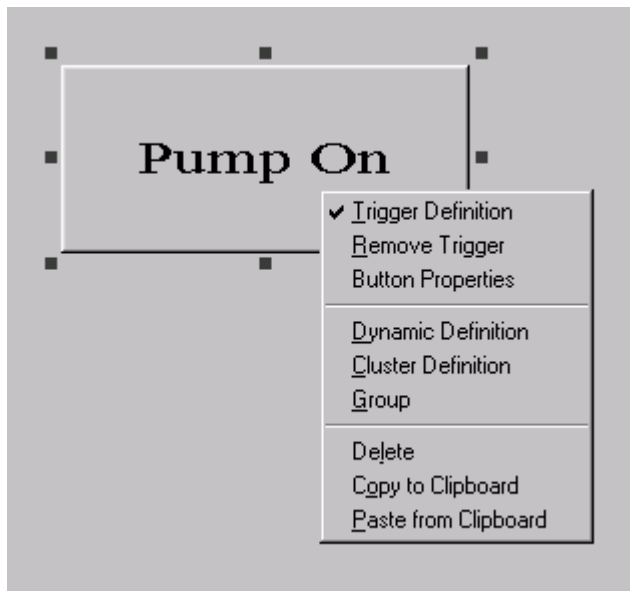 Pump On
Trigger Definition
Remove Trigger
Button Properties
Dynamic Definition
Cluster Definition
Group
Delete
Copy to Clipboard
Paste from Clipboard